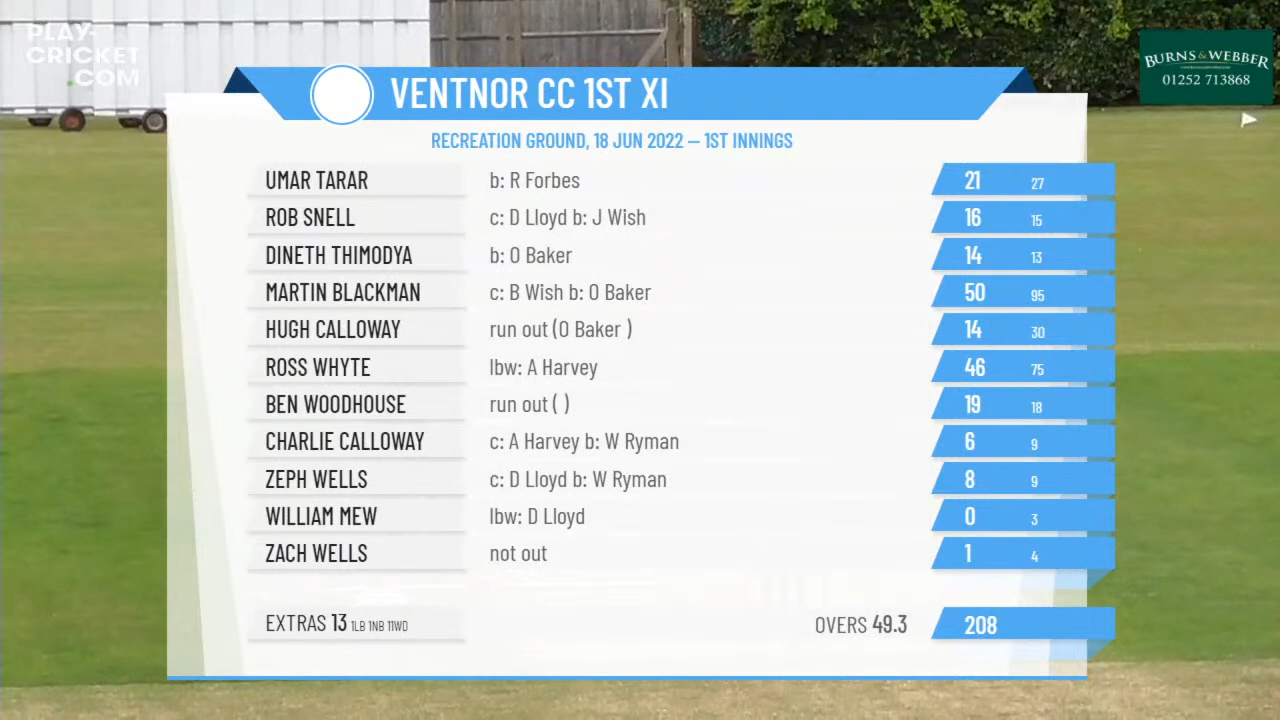 PLAY-
CRICKET
.COM
BURNS & WEBBER
01252 713868
VENTNOR CC 1ST XI
RECREATION GROUND, 18 JUN 2022 – 1ST INNINGS
UMAR TARAR b: R Forbes 21 27
ROB SNELL c: D Lloyd b: J Wish 16 15
DINETH THIMODYA b: O Baker 14 13
MARTIN BLACKMAN c: B Wish b: O Baker 50 95
HUGH CALLOWAY run out (O Baker ) 14 30
ROSS WHYTE lbw: A Harvey 46 75
BEN WOODHOUSE run out ( ) 19 18
CHARLIE CALLOWAY c: A Harvey b: W Ryman 6 9
ZEPH WELLS c: D Lloyd b: W Ryman 8 9
WILLIAM MEW lbw: D Lloyd 0 3
ZACH WELLS not out 1 4
EXTRAS 13 1LB 1NB 11WD OVERS 49.3 208